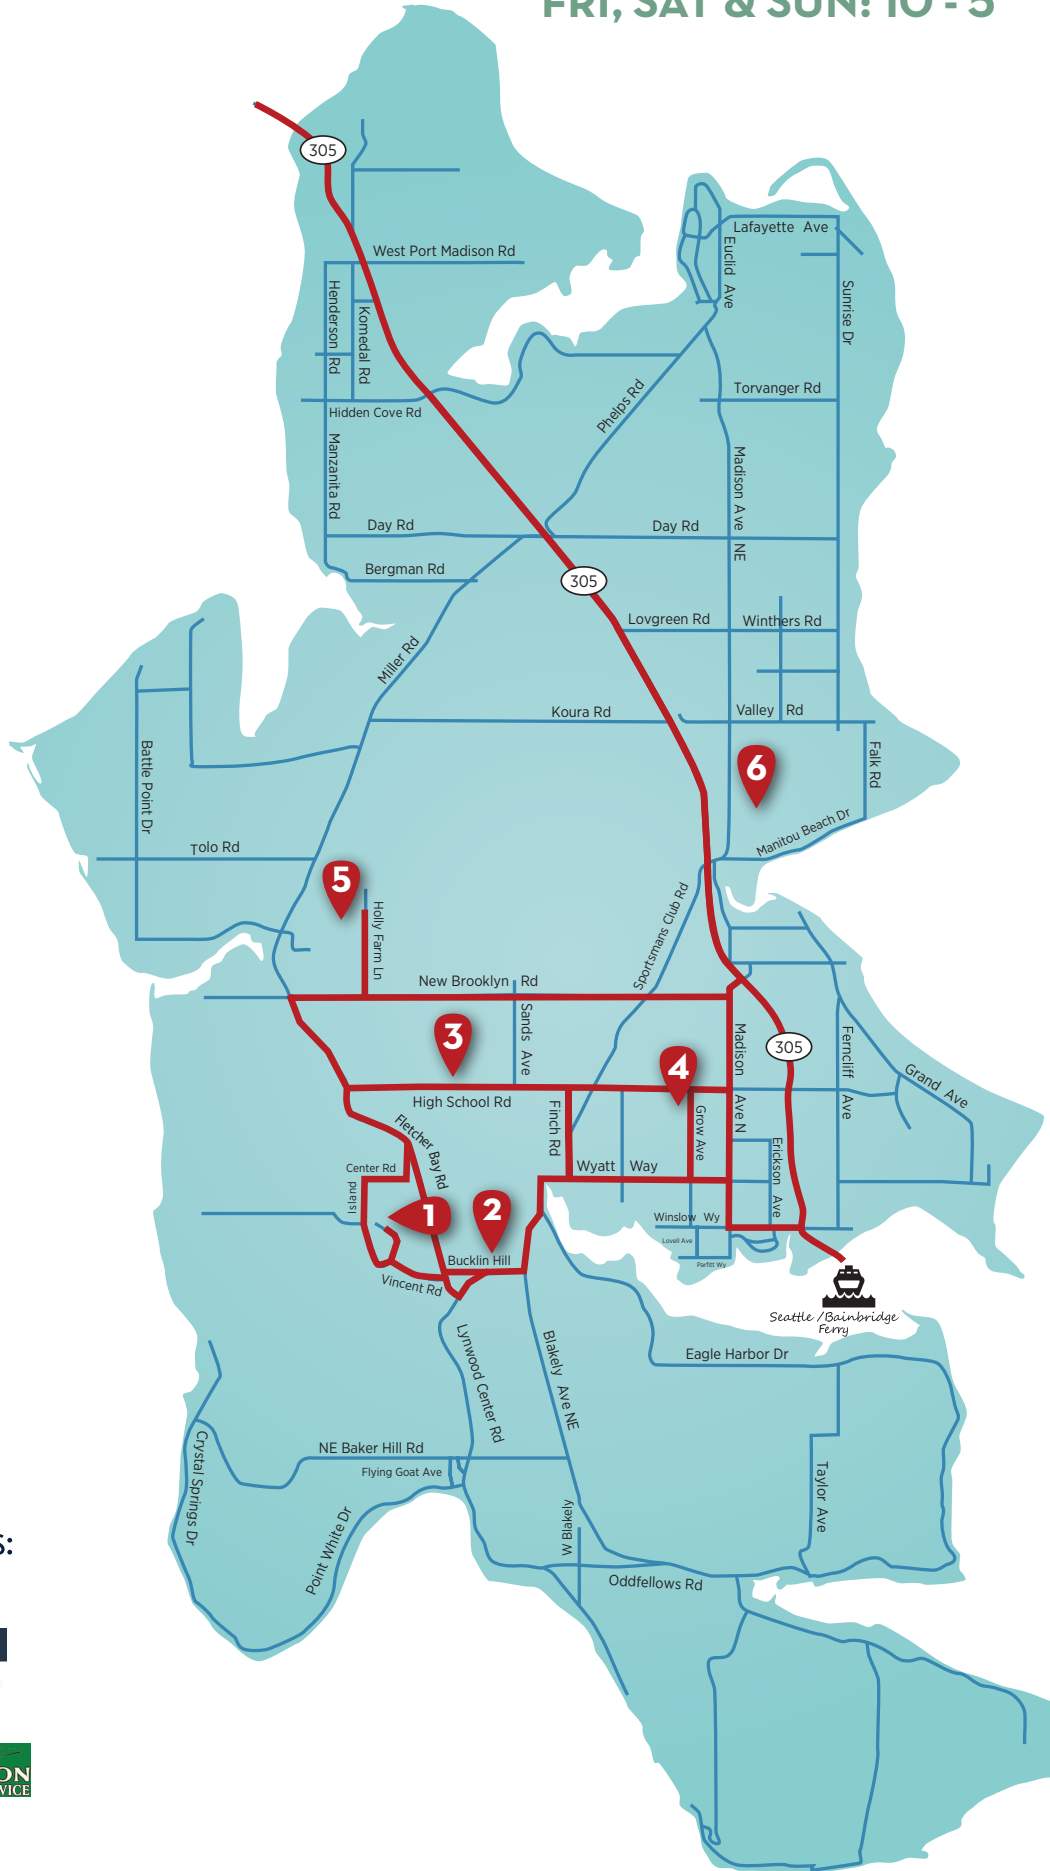 FRI, SAT & SUN: 10 - 5
305
West Port Madison Rd
Lafayette Ave
Euclid Ave
Sunrise Dr
Henderson Rd
Komedal Rd
Hidden Cove Rd
Phelps Rd
Torvanger Rd
Manzanita Rd
Madison Ave NE
Day Rd
Day Rd
Bergman Rd
305
Lovgreen Rd
Winthers Rd
Miller Rd
Koura Rd
Valley Rd
Battle Point Dr
Falk Rd
6
Manitou Beach Dr
Tolo Rd
5
Holly Farm Ln
Sportsmans Club Rd
New Brooklyn Rd
Sands Ave
3
4
Madison Ave N
305
Ferncliff Ave
Grand Ave
High School Rd
Finch Rd
Grow Ave
Fletcher Bay Rd
Erickson Ave
Center Rd
Island
Wyatt Way
1
2
Winslow Wy
Lovell Ave
Parfitt Wy
Bucklin Hill
Vincent Rd
Seattle /Bainbridge
Ferry
Lynwood Center Rd
Blakely Ave NE
Eagle Harbor Dr
NE Baker Hill Rd
Flying Goat Ave
Crystal Springs Dr
Point White Dr
W Blakely
Taylor Ave
Oddfellows Rd
S:
ON
VICE